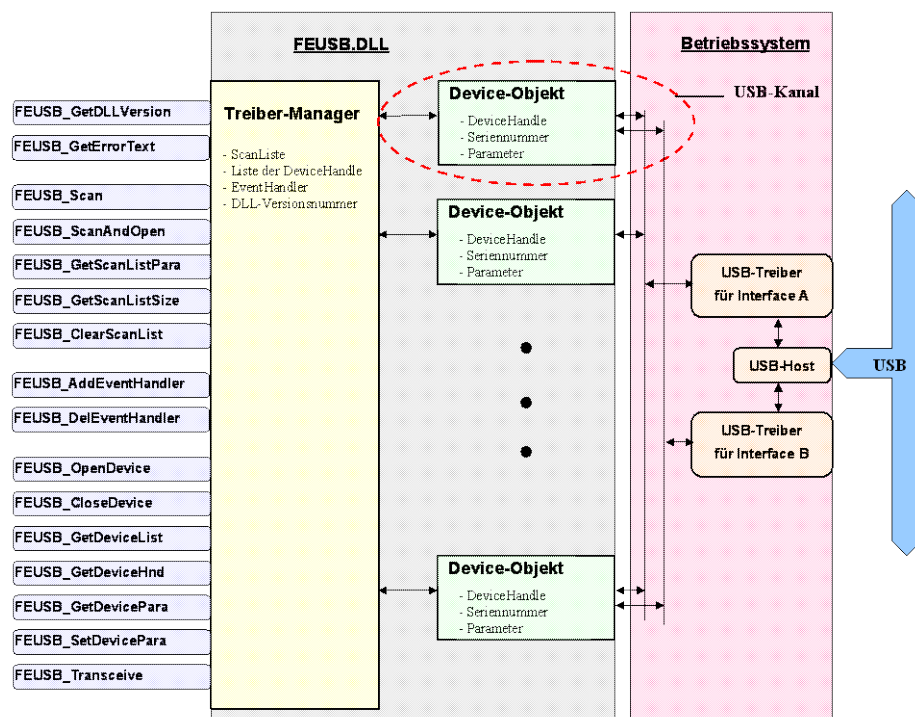 FEUSB.DLL
Betriebssystem
FEUSB_GetDLLVersion
FEUSB_GetErrorText
FEUSB_Scan
FEUSB_ScanAndOpen
FEUSB_GetScanListPara
FEUSB_GetScanListSize
FEUSB_ClearScanList
FEUSB_AddEventHandler
FEUSB_DelEventHandler
FEUSB_OpenDevice
FEUSB_CloseDevice
FEUSB_GetDeviceList
FEUSB_GetDeviceHnd
FEUSB_GetDevicePara
FEUSB_SetDevicePara
FEUSB_Transceive
Treiber-Manager
- ScanListe
- Liste der DeviceHandle
- EventHandler
- DLL-Versionsnummer
Device-Objekt
- DeviceHandle
- Seriennummer
- Parameter
Device-Objekt
- DeviceHandle
- Seriennummer
- Parameter
Device-Objekt
- DeviceHandle
- Seriennummer
- Parameter
USB-Kanal
USB-Treiber
für Interface A
USB-Host
USB-Treiber
für Interface B
USB